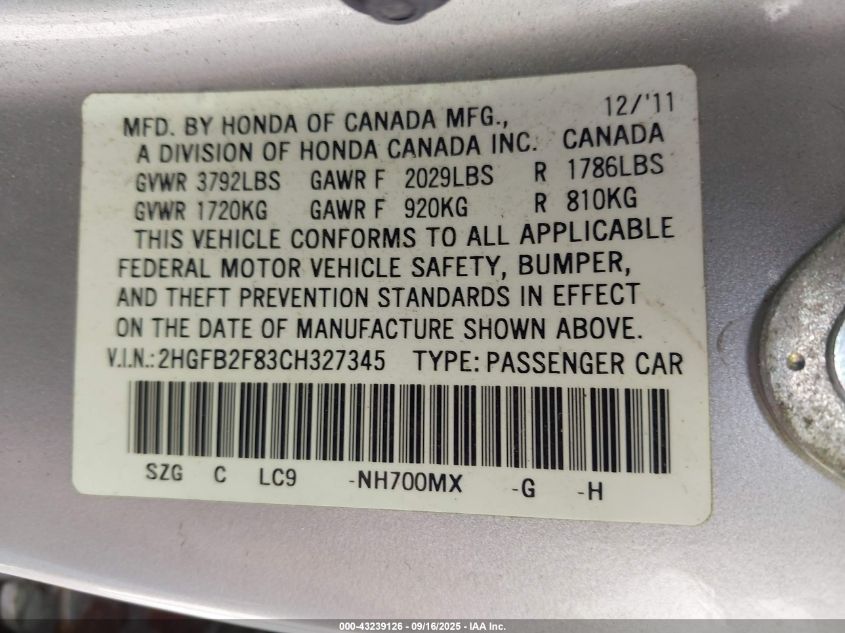 12/'11
MFD. BY HONDA OF CANADA MFG.,
A DIVISION OF HONDA CANADA INC. CANADA
GVWR 3792LBS GAWR F 2029LBS R 1786LBS
GVWR 1720KG GAWR F 920KG R 810KG
THIS VEHICLE CONFORMS TO ALL APPLICABLE
FEDERAL MOTOR VEHICLE SAFETY, BUMPER,
AND THEFT PREVENTION STANDARDS IN EFFECT
ON THE DATE OF MANUFACTURE SHOWN ABOVE.
V.I.N.: 2HGFB2F83CH327345 TYPE: PASSENGER CAR
SZG C LC9 -NH700MX -G -H
000-43239126 - 09/16/2025 - IAA Inc.